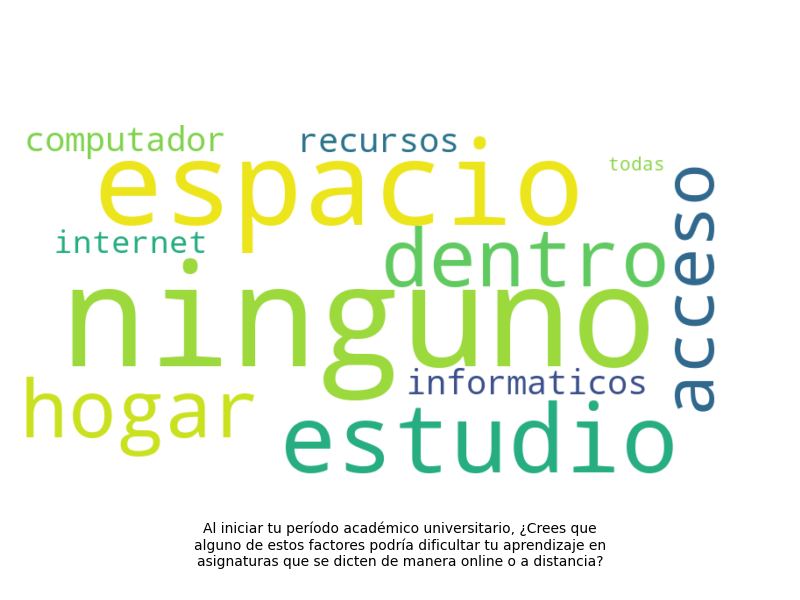 computador
recursos
espacio
todas
acceso
internet
dentro
ninguno
informaticos
hogar
estudio
Al iniciar tu período académico universitario, ¿Crees que
alguno de estos factores podría dificultar tu aprendizaje en
asignaturas que se dicten de manera online o a distancia?